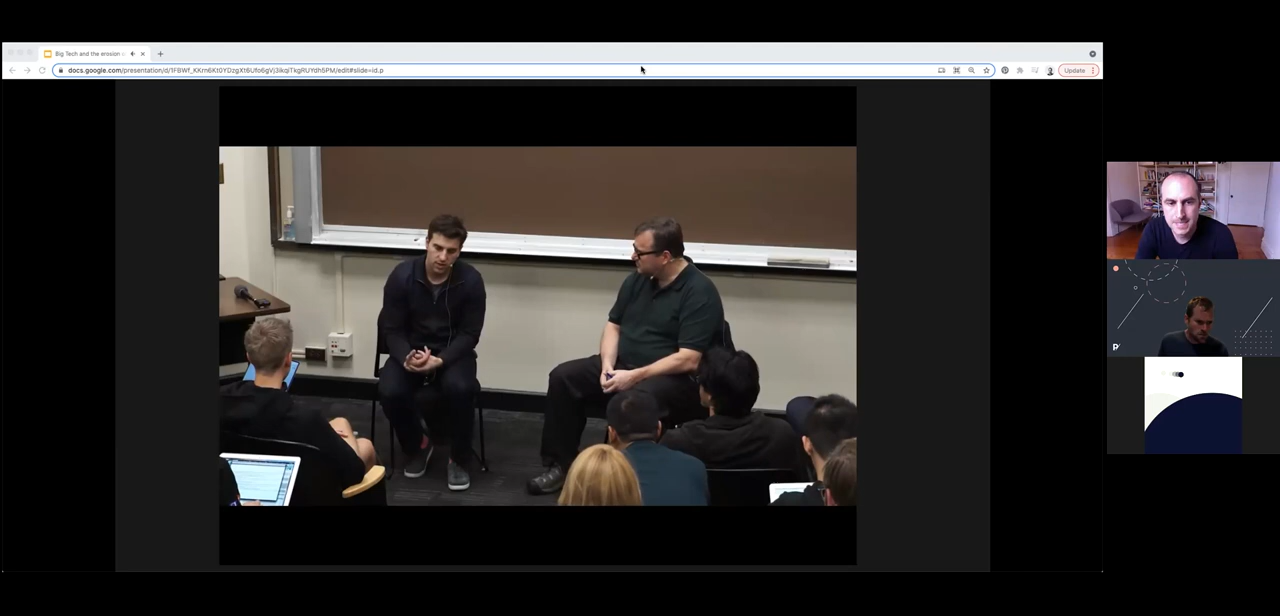 Big Tech and the erosion o
docs.google.com/presentation/d/1FBWf_KKrn6Kt0YDzgXt6Ufo6gVj3ikqiTkgRUYdh5PM/edit#slide=id.p
Update
P